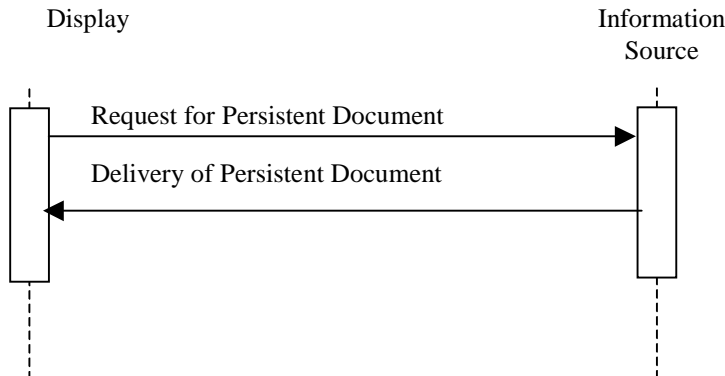 Display
Information
Source
Request for Persistent Document
Delivery of Persistent Document